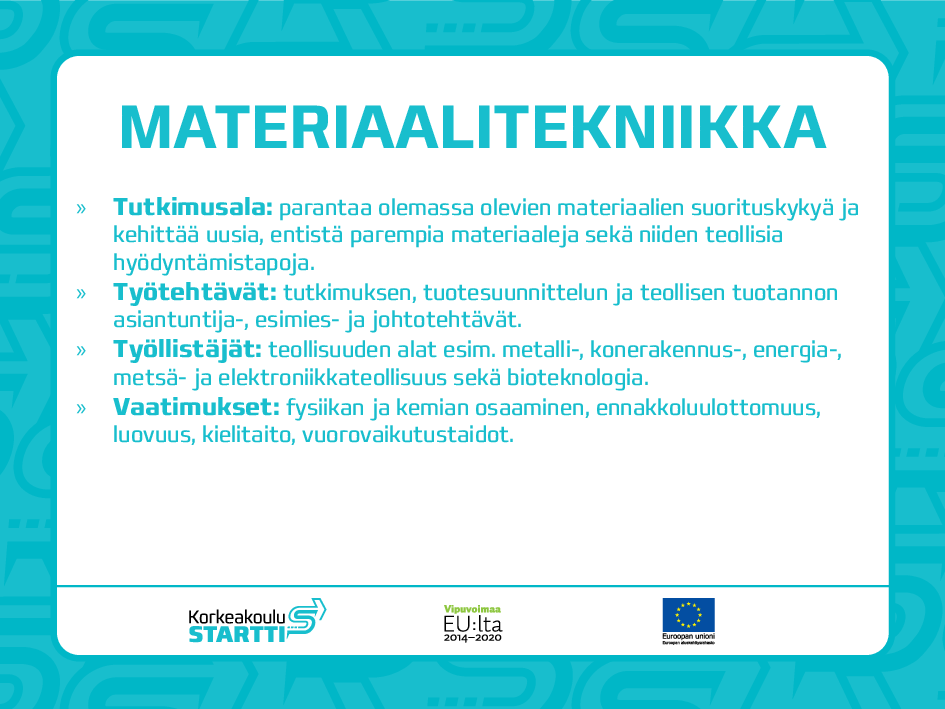 MATERIAALITEKNIIKKA
» Tutkimusala: parantaa olemassa olevien materiaalien suorituskykyä ja
kehittää uusia, entistä parempia materiaaleja sekä niiden teollisia
hyödyntämistapoja.
» Työtehtävät: tutkimuksen, tuotesuunnittelun ja teollisen tuotannon
asiantuntija-, esimies- ja johtotehtävät.
» Työllistäjät: teollisuuden alat esim. metalli-, konerakennus-, energia-,
metsä- ja elektroniikkateollisuus sekä bioteknologia.
» Vaatimukset: fysiikan ja kemian osaaminen, ennakkoluulottomuus,
luovuus, kielitaito, vuorovaikutustaidot.
Korkeakoulu
STARTTI
Vipuvoimaa
EU:lta
2014–2020
Euroopan unioni
Euroopan aluekehitysrahasto